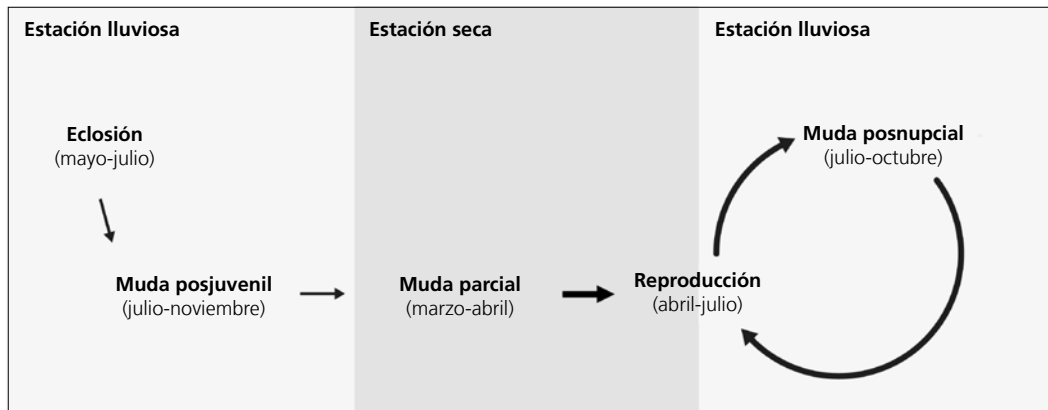 Estación lluviosa
Estación seca
Estación lluviosa
Eclosión
(mayo-julio)
Muda posnupcial
(julio-octubre)
Muda posjuvenil
(julio-noviembre)
Muda parcial
(marzo-abril)
Reproducción
(abril-julio)